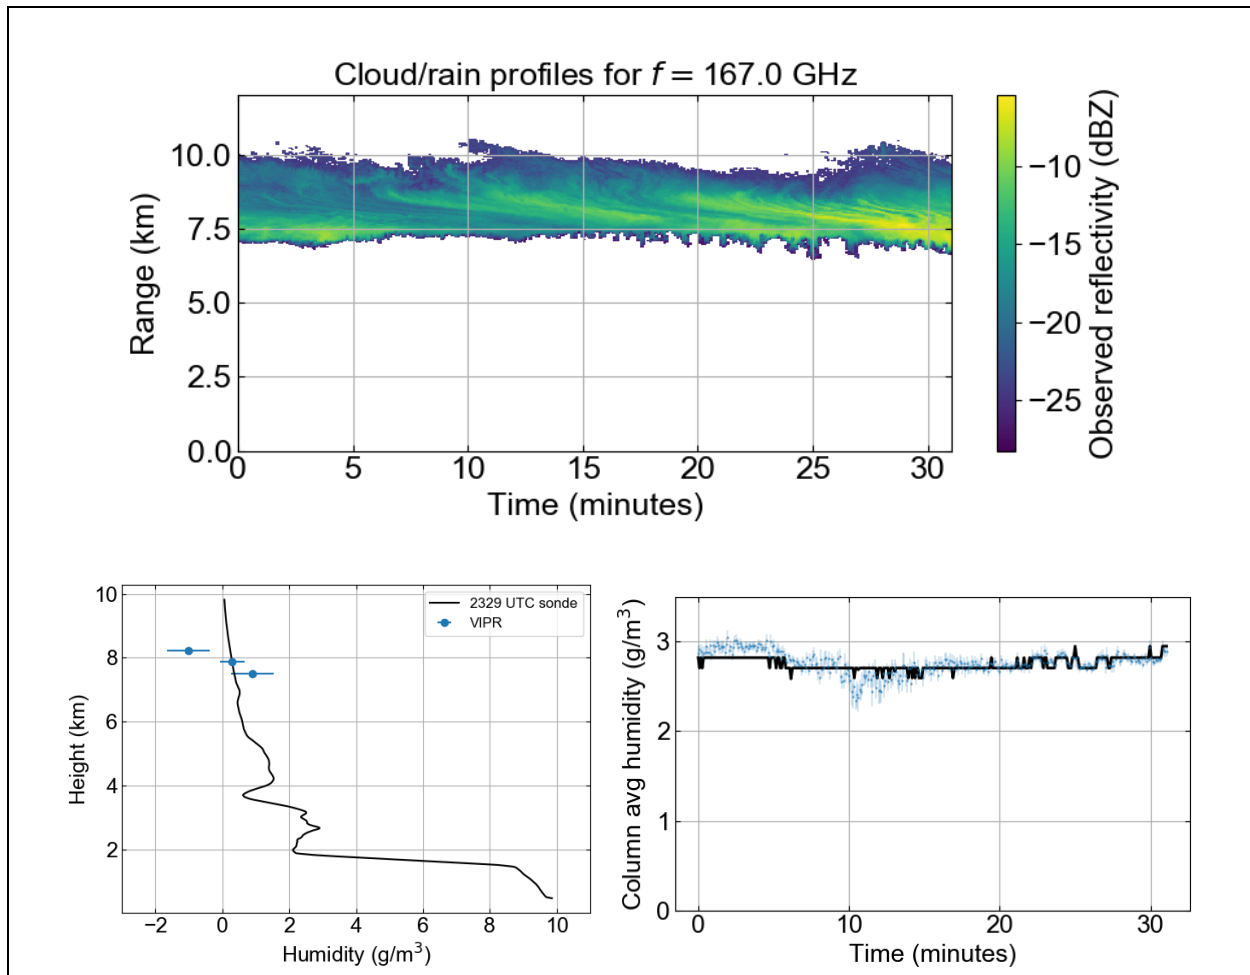 Cloud/rain profiles for f = 167.0 GHz
10.0
7.5
5.0
2.5
0.0
Range (km)
0 5 10 15 20 25 30
Time (minutes)
−10
−15
−20
−25
Observed reflectivity (dBZ)
10
8
6
4
2
Height (km)
2329 UTC sonde
VIPR
−2 0 2 4 6 8 10
Humidity (g/m³)
3
2
1
0
Column avg humidity (g/m³)
0 10 20 30
Time (minutes)